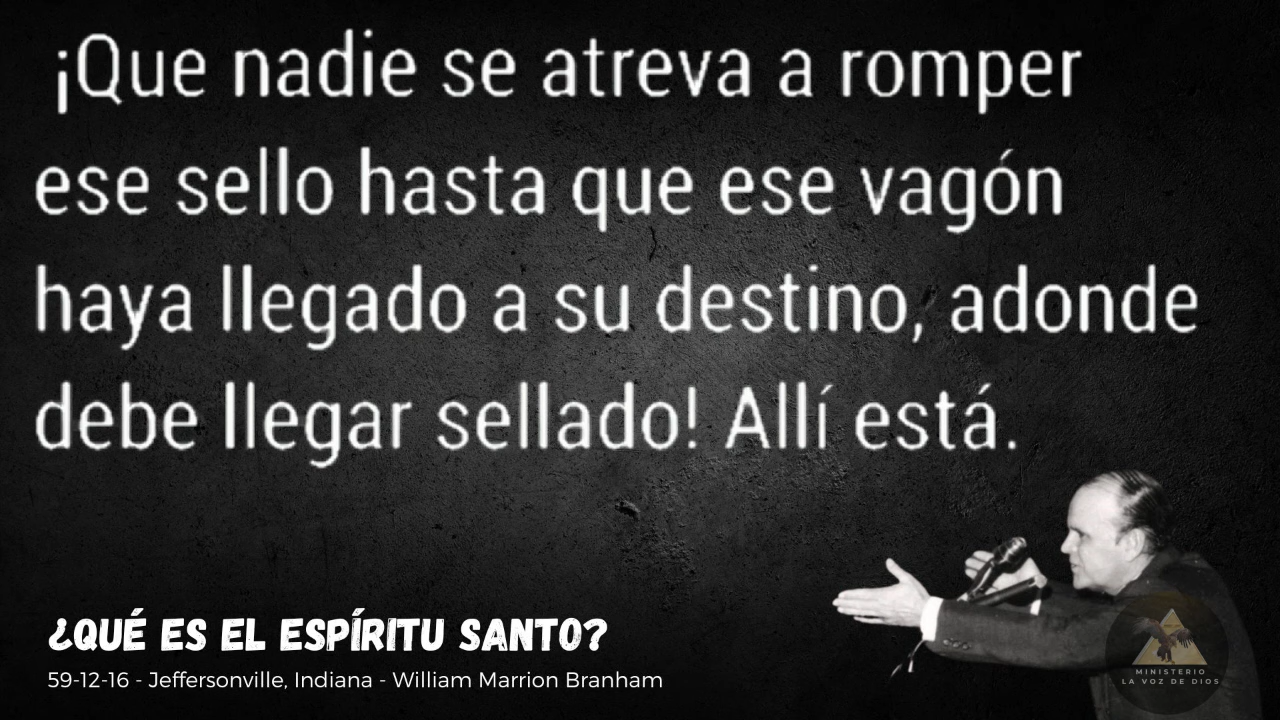 ¡Que nadie se atreva a romper
ese sello hasta que ese vagón
haya llegado a su destino, adonde
debe llegar sellado! Allí está.
¿QUÉ ES EL ESPÍRITU SANTO?
59-12-16 - Jeffersonville, Indiana - William Marrion Branham
MINISTERIO
LA VOZ DE DIOS